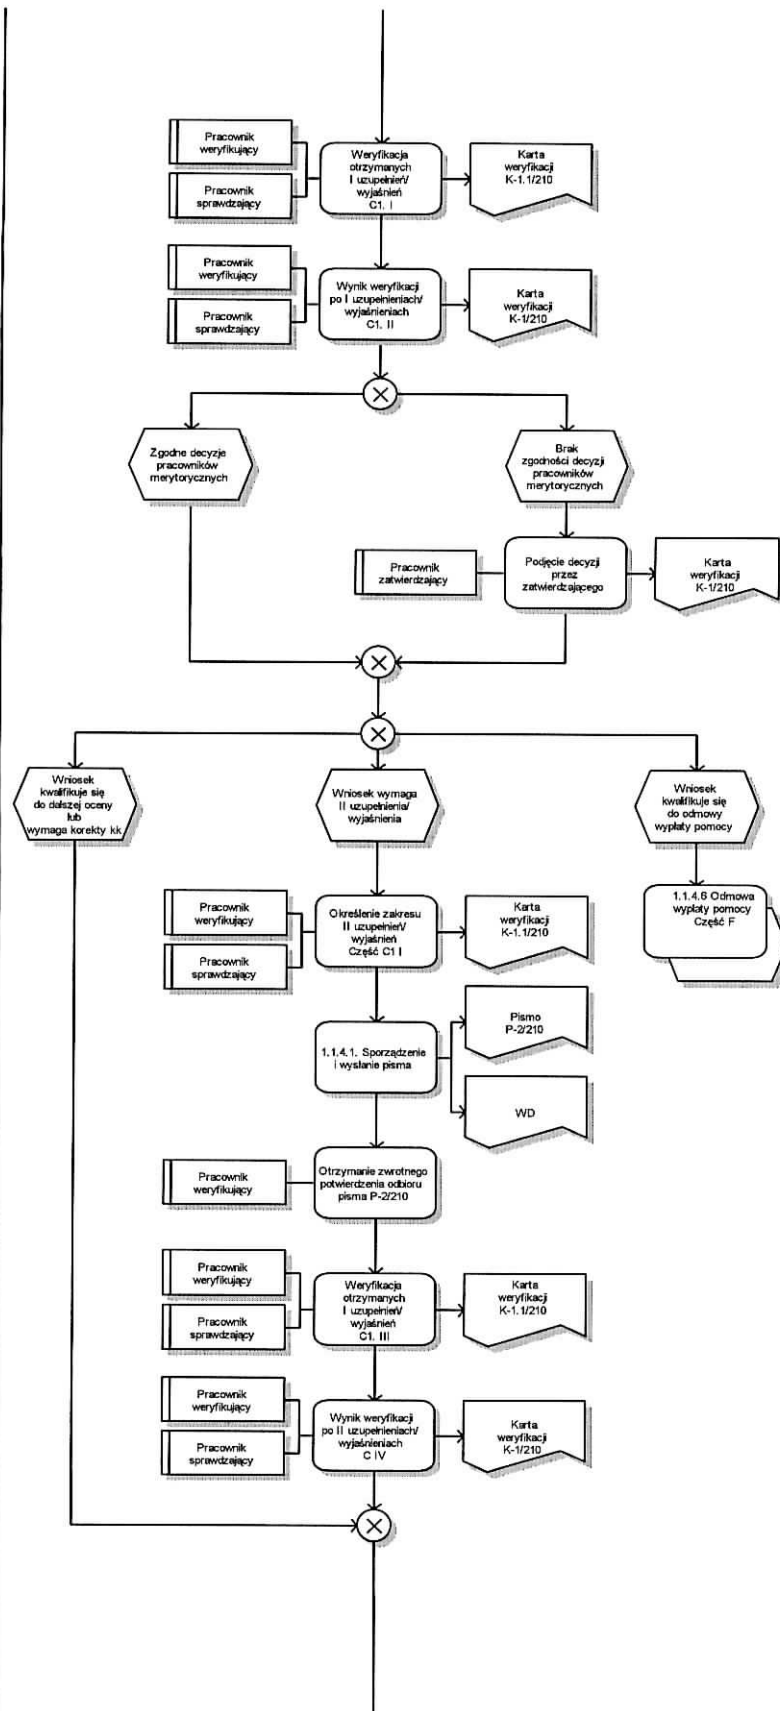 Pracownik
weryfikujący
Pracownik
sprawdzający
Weryfikacja
otrzymanych
I uzupełnień/
wyjaśnień
C1. I
Karta
weryfikacji
K-1.1/210
Pracownik
weryfikujący
Pracownik
sprawdzający
Wynik weryfikacji
po I uzupełnieniach/
wyjaśnieniach
C1. II
Karta
weryfikacji
K-1/210
Zgodne decyzje
pracowników
merytorycznych
Brak
zgodności decyzji
pracowników
merytorycznych
Pracownik
zatwierdzający
Podjęcie decyzji
przez
zatwierdzającego
Karta
weryfikacji
K-1/210
Wniosek
kwalifikuje się
do dalszej oceny
lub
wymaga korekty kk
Wniosek wymaga
II uzupełnienia/
wyjaśnienia
Wniosek
kwalifikuje się
do odmowy
wypłaty pomocy
Pracownik
weryfikujący
Pracownik
sprawdzający
Określenie zakresu
II uzupełnień/
wyjaśnień
Część C1 I
Karta
weryfikacji
K-1.1/210
1.1.4.6 Odmowa
wypłaty pomocy
Część F
1.1.4.1. Sporządzenie
i wysłanie pisma
Pismo
P-2/210
WD
Pracownik
weryfikujący
Otrzymanie zwrotnego
potwierdzenia odbioru
pisma P-2/210
Pracownik
weryfikujący
Pracownik
sprawdzający
Weryfikacja
otrzymanych
I uzupełnień/
wyjaśnień
C1. III
Karta
weryfikacji
K-1.1/210
Pracownik
weryfikujący
Pracownik
sprawdzający
Wynik weryfikacji
po II uzupełnieniach/
wyjaśnieniach
C IV
Karta
weryfikacji
K-1/210